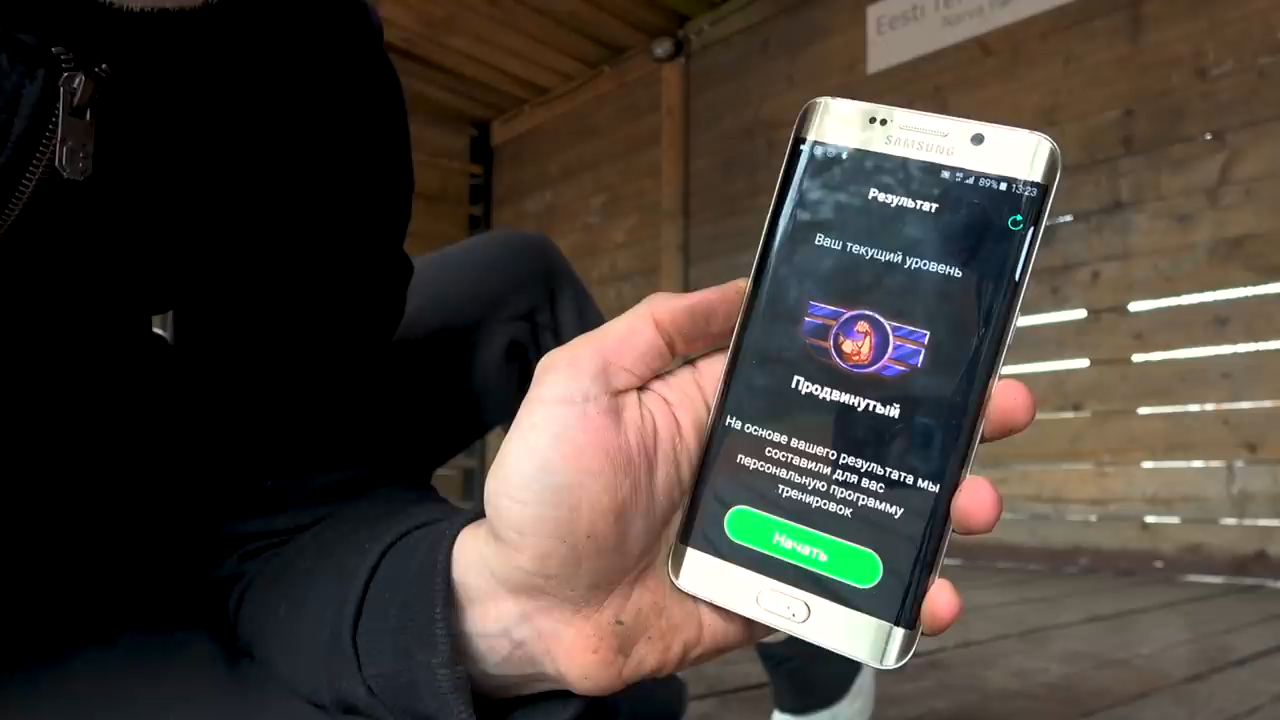 Eesti
SAMSUNG
89% 13:23
Результат
Ваш текущий уровень
Продвинутый
На основе вашего результата мы
составили для вас
персональную программу
тренировок
Начать